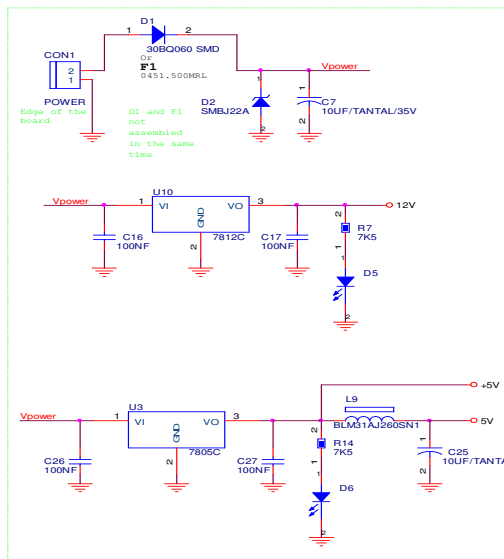 D1
1 2
30BQ060 SMD
Or
F1
0451.500MRL
CON1
2
1
POWER
Edge of the
board
D1 and F1
not
assembled
in the same
time
Vpower
1
D2
SMBJ22A
2
1
C7
10UF/TANTAL/35V
2
Vpower
1
U10
VI
VO
GND
7812C
2
3
12V
C16
100NF
C17
100NF
2
R7
7K5
1
1
D5
2
Vpower
1
U3
VI
VO
GND
7805C
2
3
+5V
L9
BLM31AJ260SN1
5V
C26
100NF
C27
100NF
2
R14
7K5
1
1
D6
2
1
C25
10UF/TANTA
2